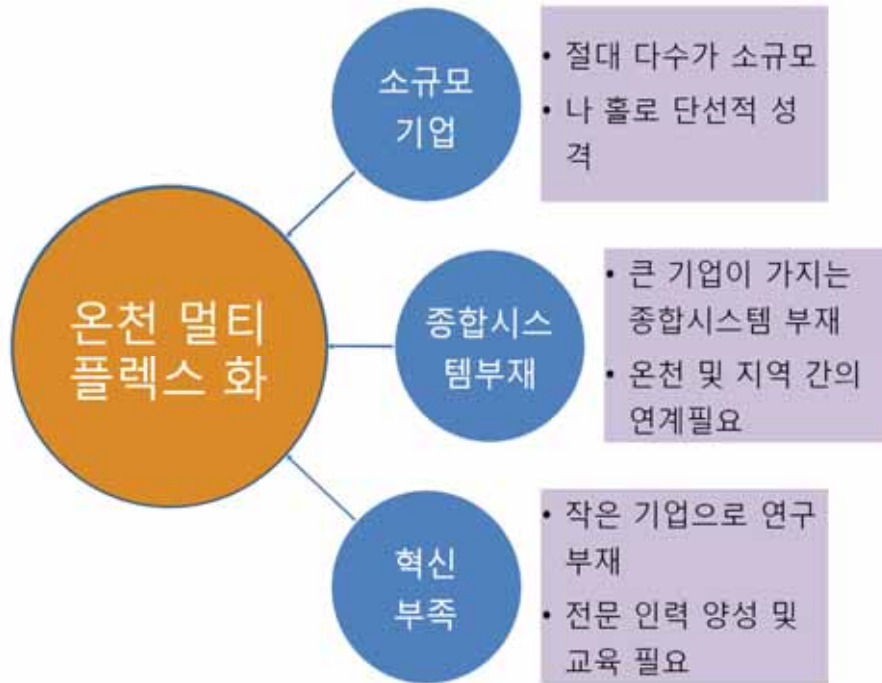 온천 멀티
플렉스 화
소규모
기업
• 절대 다수가 소규모
• 나 홀로 단선적 성
격
종합시스
템부재
• 큰 기업이 가지는
종합시스템 부재
• 온천 및 지역 간의
연계필요
혁신
부족
• 작은 기업으로 연구
부재
• 전문 인력 양성 및
교육 필요